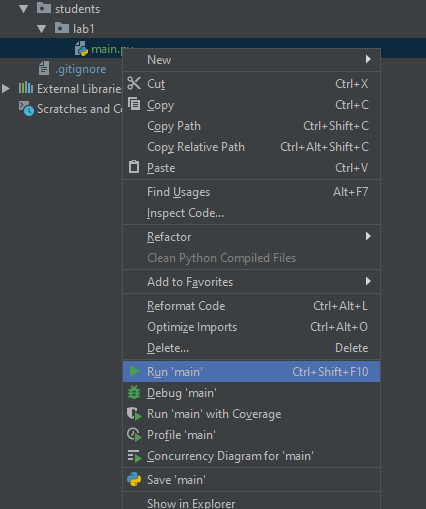 students
lab1
main.py
.gitignore
External Libraries
Scratches and Co
New
Cut Ctrl+X
Copy Ctrl+C
Copy Path Ctrl+Shift+C
Copy Relative Path Ctrl+Alt+Shift+C
Paste Ctrl+V
Find Usages Alt+F7
Inspect Code...
Refactor
Clean Python Compiled Files
Add to Favorites
Reformat Code Ctrl+Alt+L
Optimize Imports Ctrl+Alt+O
Delete... Delete
Run 'main' Ctrl+Shift+F10
Debug 'main'
Run 'main' with Coverage
Profile 'main'
Concurrency Diagram for 'main'
Save 'main'
Show in Explorer